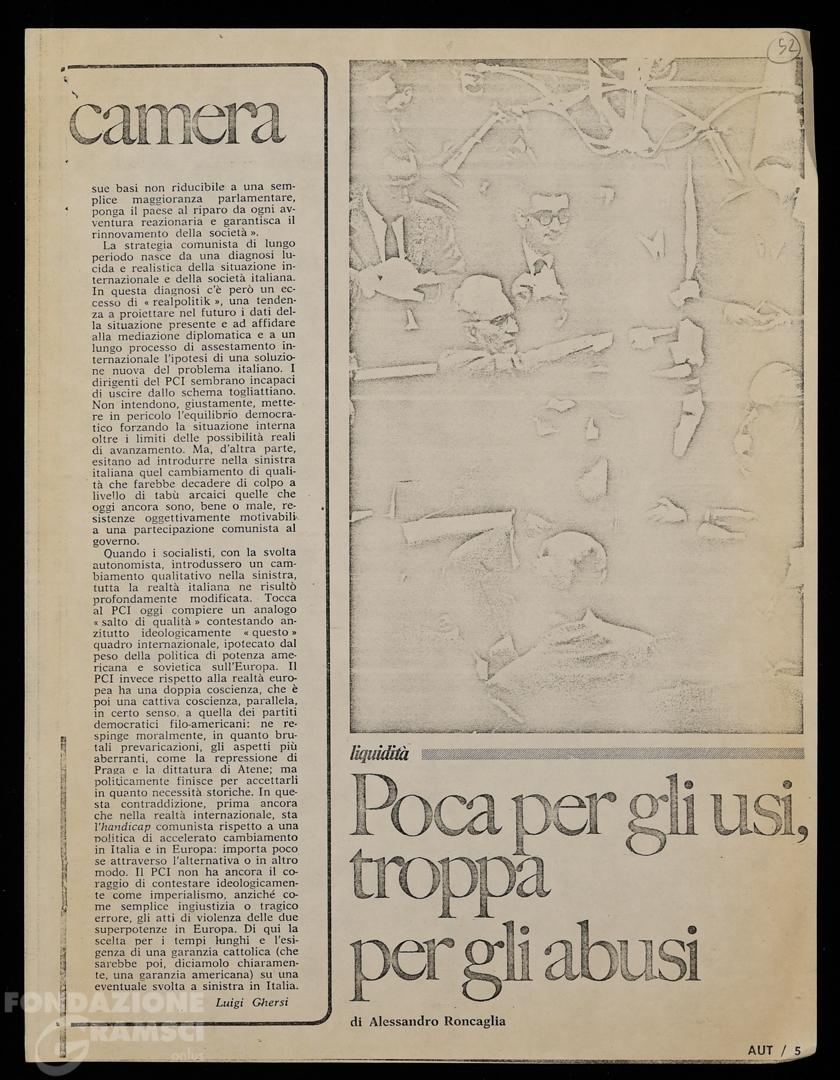 52
camera
sue basi non riducibile a una sem-
plice maggioranza parlamentare,
ponga il paese al riparo da ogni av-
ventura reazionaria e garantisca il
rinnovamento della società ».
La strategia comunista di lungo
periodo nasce da una diagnosi lu-
cida e realistica della situazione in-
ternazionale e della società italiana.
In questa diagnosi c'è però un ec-
cesso di « realpolitik », una tenden-
za a proiettare nel futuro i dati del-
la situazione presente e ad affidare
alla mediazione diplomatica e a un
lungo processo di assestamento in-
ternazionale l'ipotesi di una soluzio-
ne nuova del problema italiano. I
dirigenti del PCI sembrano incapaci
di uscire dallo schema togliattiano.
Non intendono, giustamente, mette-
re in pericolo l'equilibrio democra-
tico forzando la situazione interna
oltre i limiti delle possibilità reali
di avanzamento. Ma, d'altra parte,
esitano ad introdurre nella sinistra
italiana quel cambiamento di quali-
tà che farebbe decadere di colpo a
livello di tabù arcaici quelle che
oggi ancora sono, bene o male, re-
sistenze oggettivamente motivabili
a una partecipazione comunista al
governo.
Quando i socialisti, con la svolta
autonomista, introdussero un cam-
biamento qualitativo nella sinistra,
tutta la realtà italiana ne risultò
profondamente modificata. Tocca
al PCI oggi compiere un analogo
« salto di qualità » contestando an-
zitutto ideologicamente « questo »
quadro internazionale, ipotecato dal
peso della politica di potenza ame-
ricana e sovietica sull'Europa. Il
PCI invece rispetto alla realtà euro-
pea ha una doppia coscienza, che è
poi una cattiva coscienza, parallela,
in certo senso, a quella dei partiti
democratici filo-americani: ne re-
spinge moralmente, in quanto bru-
tali prevaricazioni, gli aspetti più
aberranti, come la repressione di
Praga e la dittatura di Atene; ma
politicamente finisce per accettarli
in quanto necessità storiche. In que-
sta contraddizione, prima ancora
che nella realtà internazionale, sta
l'handicap comunista rispetto a una
politica di accelerato cambiamento
in Italia e in Europa: importa poco
se attraverso l'alternativa o in altro
modo. Il PCI non ha ancora il co-
raggio di contestare ideologicamen-
te come imperialismo, anziché co-
me semplice ingiustizia o tragico
errore, gli atti di violenza delle due
superpotenze in Europa. Di qui la
scelta per i tempi lunghi e l'esi-
genza di una garanzia cattolica (che
sarebbe poi, diciamolo chiaramen-
te, una garanzia americana) su una
eventuale svolta a sinistra in Italia.
Luigi Ghersi
liquidità
Poca per gli usi,
troppa
per gli abusi
di Alessandro Roncaglia
AUT / 5
FONDAZIONE
GRAMSCI
onlus